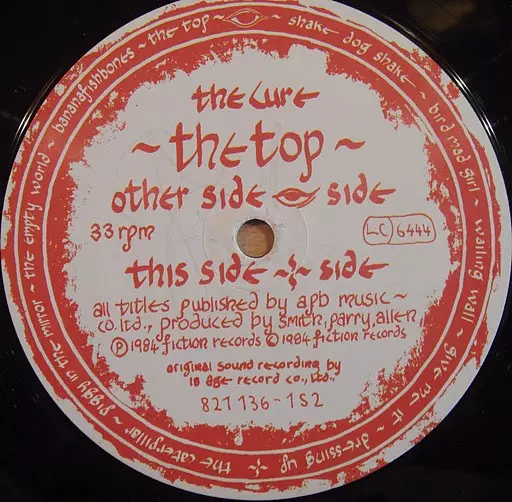 the cure
~ the top ~
other side 👁 side
33 rpm
LC 6444
this side ~ side
all titles published by apb music ~
co. ltd., produced by smith, parry, allen
℗ 1984 fiction records © 1984 fiction records
original sound recording by
18 age record co., ltd.,
821 136-1 S2
shake dog shake ~ bird mad girl ~ wailing wall ~ give me it ~ dressing up
the caterpillar ~ piggy in the mirror ~ the empty world ~ bananafishbones ~ the top ~